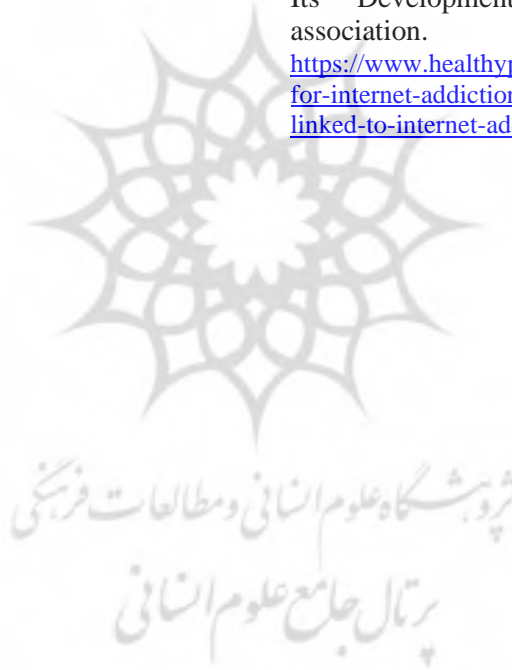 Its Development
association.
https://www.healthyp
for-internet-addiction
linked-to-internet-ad
پژوهشگاه علوم انسانی و مطالعات فرهنگی
پرتال جامع علوم انسانی